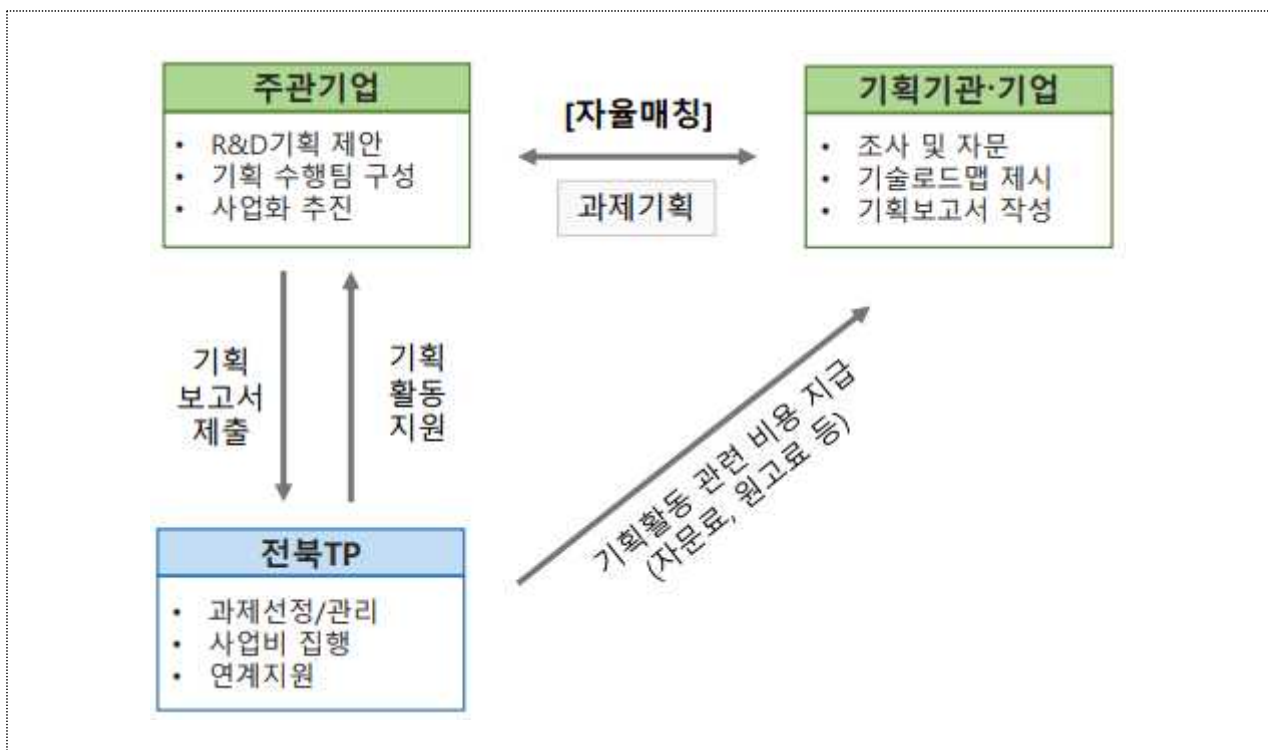 주관기업
• R&D기획 제안
• 기획 수행팀 구성
• 사업화 추진
[자율매칭]
과제기획
기획기관·기업
• 조사 및 자문
• 기술로드맵 제시
• 기획보고서 작성
기획
보고서
제출
기획
활동
지원
기획활동 관련 비용 지급
(자문료, 원고료 등)
전북TP
• 과제선정/관리
• 사업비 집행
• 연계지원